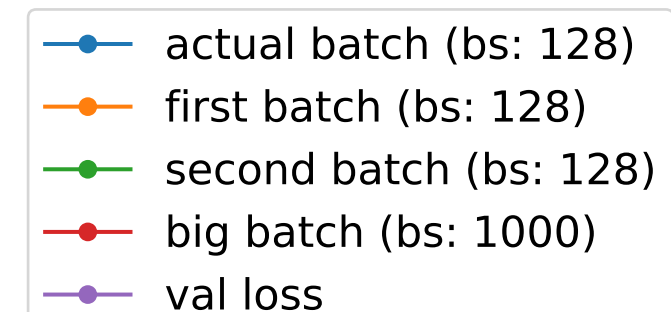 actual batch (bs: 128)
first batch (bs: 128)
second batch (bs: 128)
big batch (bs: 1000)
val loss